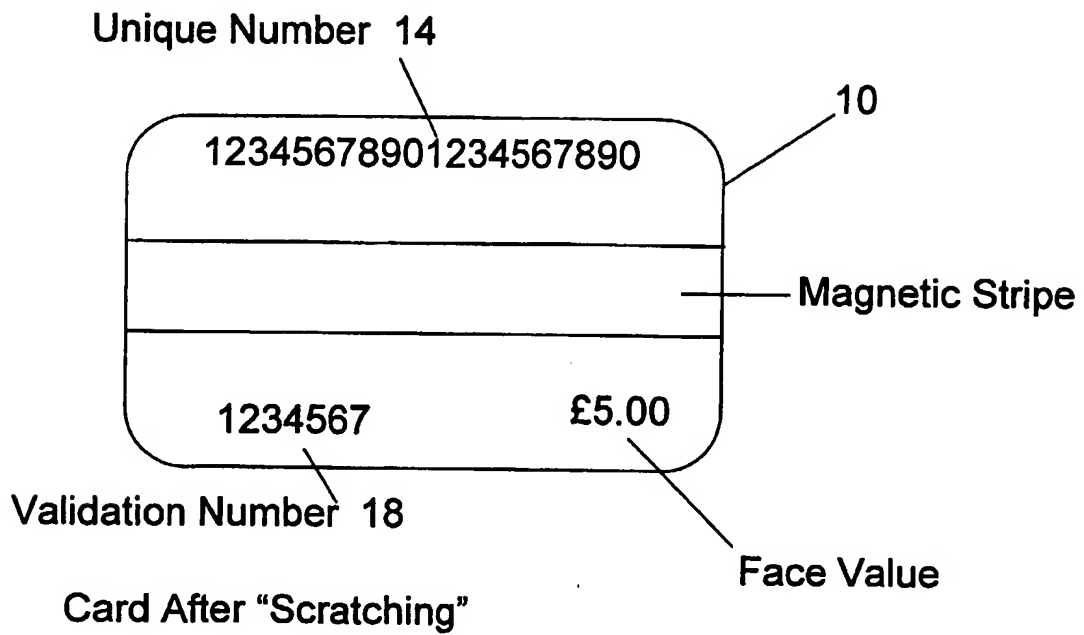 Unique Number 14
10
12345678901234567890
Magnetic Stripe
1234567
£5.00
Validation Number 18
Face Value
Card After “Scratching”